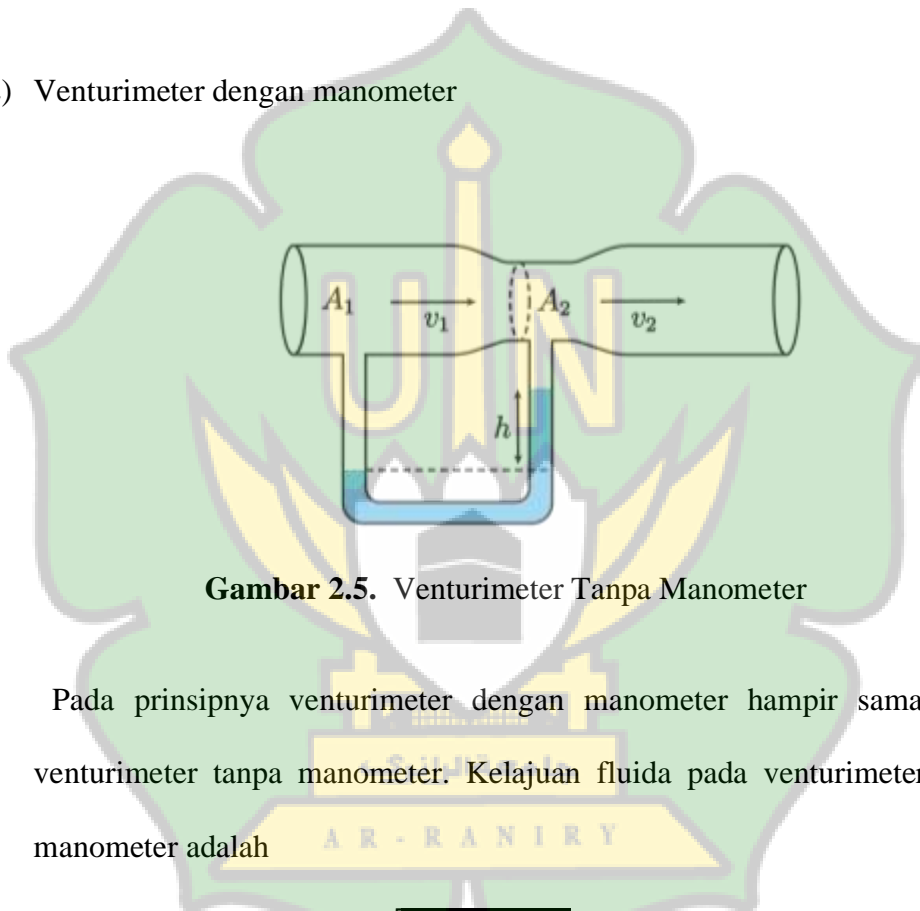 ) Venturimeter dengan manometer
UIN
A₁
v₁
A₂
v₂
h
Gambar 2.5. Venturimeter Tanpa Manometer
Pada prinsipnya venturimeter dengan manometer hampir sama
venturimeter tanpa manometer. Kelajuan fluida pada venturimeter
manometer adalah
AR-RANIRY